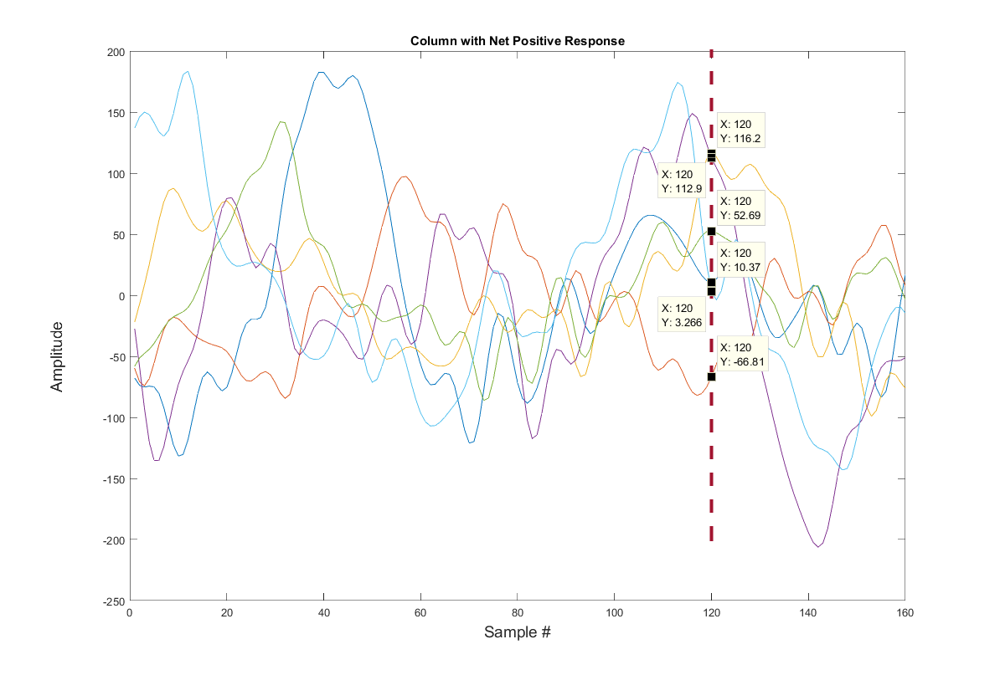 Column with Net Positive Response
200
150
100
50
0
-50
-100
-150
-200
-250
Amplitude
X: 120
Y: 116.2
X: 120
Y: 112.9
X: 120
Y: 52.69
X: 120
Y: 10.37
X: 120
Y: 3.266
X: 120
Y: -66.81
0 20 40 60 80 100 120 140 160
Sample #